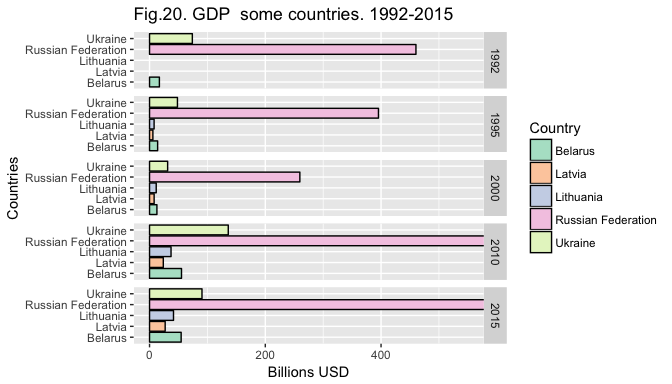 Fig.20. GDP  some countries. 1992-2015
Countries
Ukraine
Russian Federation
Lithuania
Latvia
Belarus
1992
Ukraine
Russian Federation
Lithuania
Latvia
Belarus
1995
Ukraine
Russian Federation
Lithuania
Latvia
Belarus
2000
Ukraine
Russian Federation
Lithuania
Latvia
Belarus
2010
Ukraine
Russian Federation
Lithuania
Latvia
Belarus
2015
0 200 400
Billions USD
Country
Belarus
Latvia
Lithuania
Russian Federation
Ukraine